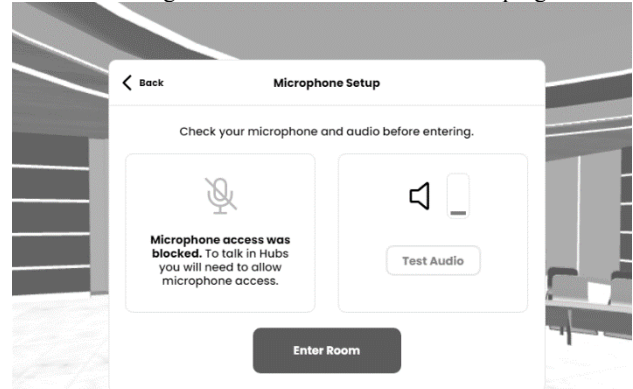 Back
Microphone Setup
Check your microphone and audio before entering.
Microphone access was
blocked. To talk in Hubs
you will need to allow
microphone access.
Test Audio
Enter Room